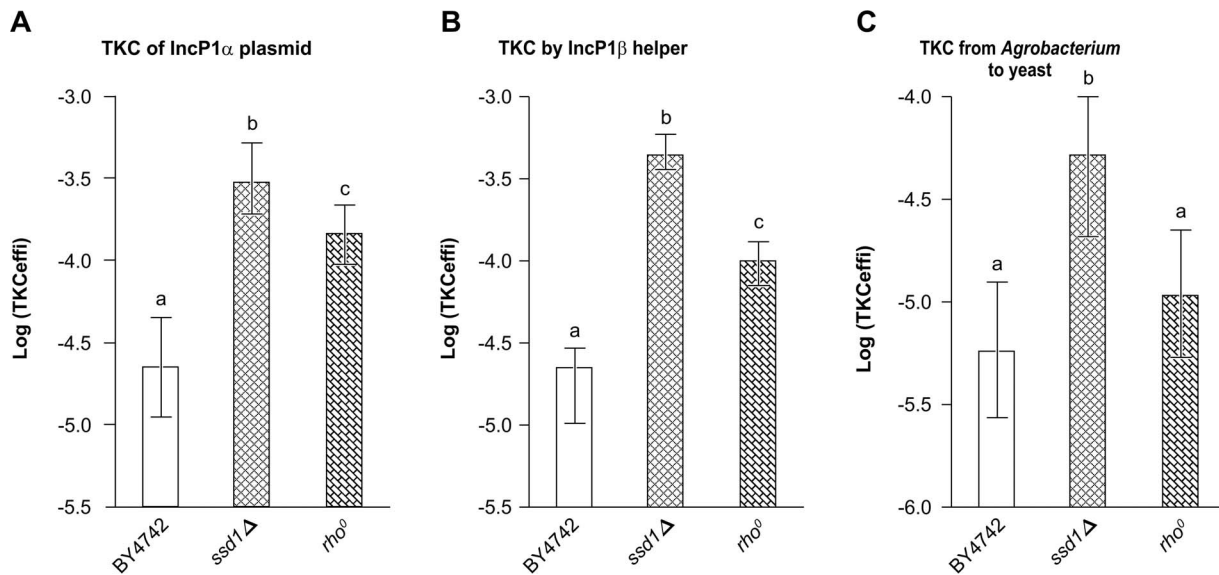 A
TKC of IncP1α plasmid
Log (TKCeffi)
-3.0
-3.5
-4.0
-4.5
-5.0
-5.5
a
b
c
BY4742
ssd1Δ
rho⁰
B
TKC by IncP1β helper
Log (TKCeffi)
-3.0
-3.5
-4.0
-4.5
-5.0
-5.5
a
b
c
BY4742
ssd1Δ
rho⁰
C
TKC from Agrobacterium
to yeast
Log (TKCeffi)
-4.0
-4.5
-5.0
-5.5
-6.0
a
b
a
BY4742
ssd1Δ
rho⁰